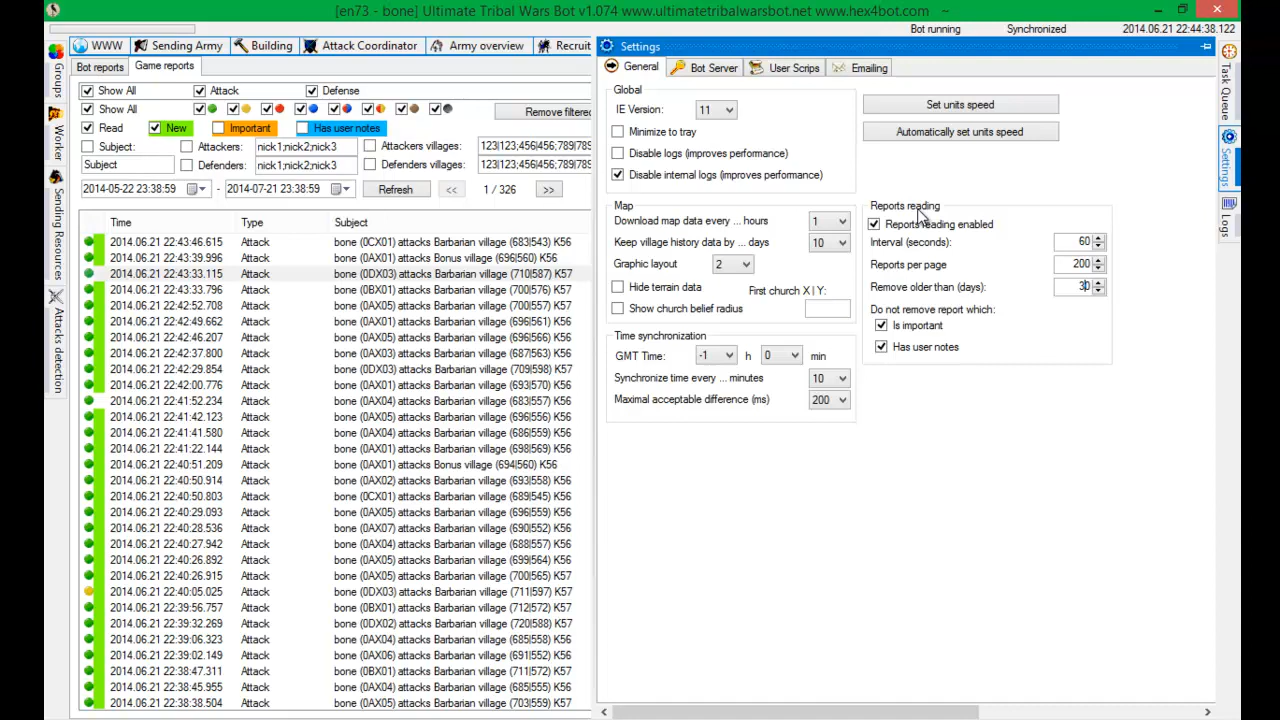 [en73 - bone] Ultimate Tribal Wars Bot v1.074 www.ultimatetribalwarsbot.net www.hex4bot.com ~
Bot running Synchronized 2014.06.21 22:44:38.122
WWW Sending Army Building Attack Coordinator Army overview Recruit
Bot reports Game reports
Show All Attack Defense
Show All Remove filtere
Read New Important Has user notes
Subject: Attackers: nick1;nick2;nick3 Attackers villages: 123|123;456|456;789|789
Subject Defenders: nick1;nick2;nick3 Defenders villages: 123|123;456|456;789|789
2014-05-22 23:38:59 - 2014-07-21 23:38:59 Refresh << 1 / 326 >>
Time Type Subject
2014.06.21 22:43:46.615 Attack bone (0CX01) attacks Barbarian village (683|543) K56
2014.06.21 22:43:39.996 Attack bone (0AX01) attacks Bonus village (696|560) K56
2014.06.21 22:43:33.115 Attack bone (0DX03) attacks Barbarian village (710|587) K57
2014.06.21 22:43:33.796 Attack bone (0BX01) attacks Barbarian village (700|576) K57
2014.06.21 22:42:52.708 Attack bone (0AX05) attacks Barbarian village (700|565) K57
2014.06.21 22:42:49.662 Attack bone (0AX01) attacks Barbarian village (696|561) K56
2014.06.21 22:42:46.207 Attack bone (0AX02) attacks Barbarian village (695|553) K56
2014.06.21 22:42:37.800 Attack bone (0AX03) attacks Barbarian village (687|563) K56
2014.06.21 22:42:29.854 Attack bone (0DX03) attacks Barbarian village (709|598) K57
2014.06.21 22:42:00.776 Attack bone (0AX01) attacks Barbarian village (693|570) K56
2014.06.21 22:41:52.234 Attack bone (0AX04) attacks Barbarian village (683|557) K56
2014.06.21 22:41:42.123 Attack bone (0AX05) attacks Barbarian village (696|556) K56
2014.06.21 22:41:41.580 Attack bone (0AX04) attacks Barbarian village (686|559) K56
2014.06.21 22:41:22.144 Attack bone (0AX01) attacks Barbarian village (698|569) K56
2014.06.21 22:40:51.209 Attack bone (0AX01) attacks Bonus village (694|560) K56
2014.06.21 22:40:50.914 Attack bone (0AX02) attacks Barbarian village (693|558) K56
2014.06.21 22:40:50.803 Attack bone (0CX01) attacks Barbarian village (689|545) K56
2014.06.21 22:40:29.093 Attack bone (0AX05) attacks Barbarian village (696|559) K56
2014.06.21 22:40:28.536 Attack bone (0AX02) attacks Barbarian village (690|552) K56
2014.06.21 22:40:27.942 Attack bone (0AX04) attacks Barbarian village (688|557) K56
2014.06.21 22:40:26.892 Attack bone (0AX05) attacks Barbarian village (699|564) K56
2014.06.21 22:40:26.915 Attack bone (0AX05) attacks Barbarian village (700|565) K57
2014.06.21 22:40:05.025 Attack bone (0DX03) attacks Barbarian village (711|597) K57
2014.06.21 22:39:56.757 Attack bone (0BX01) attacks Barbarian village (712|572) K57
2014.06.21 22:39:32.269 Attack bone (0DX02) attacks Barbarian village (720|588) K57
2014.06.21 22:39:06.323 Attack bone (0AX04) attacks Barbarian village (685|558) K56
2014.06.21 22:39:02.149 Attack bone (0AX06) attacks Barbarian village (691|552) K56
2014.06.21 22:38:47.311 Attack bone (0BX01) attacks Barbarian village (711|572) K57
2014.06.21 22:38:45.955 Attack bone (0AX04) attacks Barbarian village (685|555) K56
2014.06.21 22:38:38.504 Attack bone (0AX05) attacks Barbarian village (703|559) K57
Groups
Worker
Sending Resources
Attacks detection
Settings
General Bot Server User Scrips Emailing
Global
IE Version: 11
Minimize to tray
Disable logs (improves performance)
Disable internal logs (improves performance)
Set units speed
Automatically set units speed
Map
Download map data every ... hours 1
Keep village history data by ... days 10
Graphic layout 2
Hide terrain data First church X | Y:
Show church belief radius
Time synchronization
GMT Time: -1 h 0 min
Synchronize time every ... minutes 10
Maximal acceptable difference (ms) 200
Reports reading
Reports reading enabled
Interval (seconds): 60
Reports per page 200
Remove older than (days): 30
Do not remove report which:
Is important
Has user notes
Task Queue
Settings
Logs